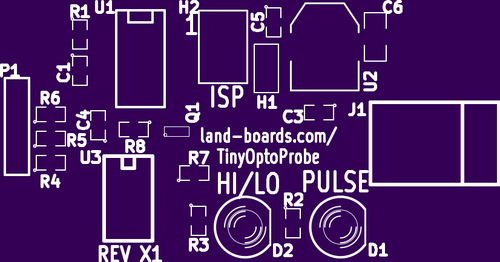 U1
H2
C5
C6
R1
1
P1
C1
U2
ISP
H1
R6
C4
Q1
C3
J1
R5
R8
land-boards.com/
TinyOptoProbe
U3
R4
R7
HI/LO
PULSE
R2
R3
D2
D1
REV X1